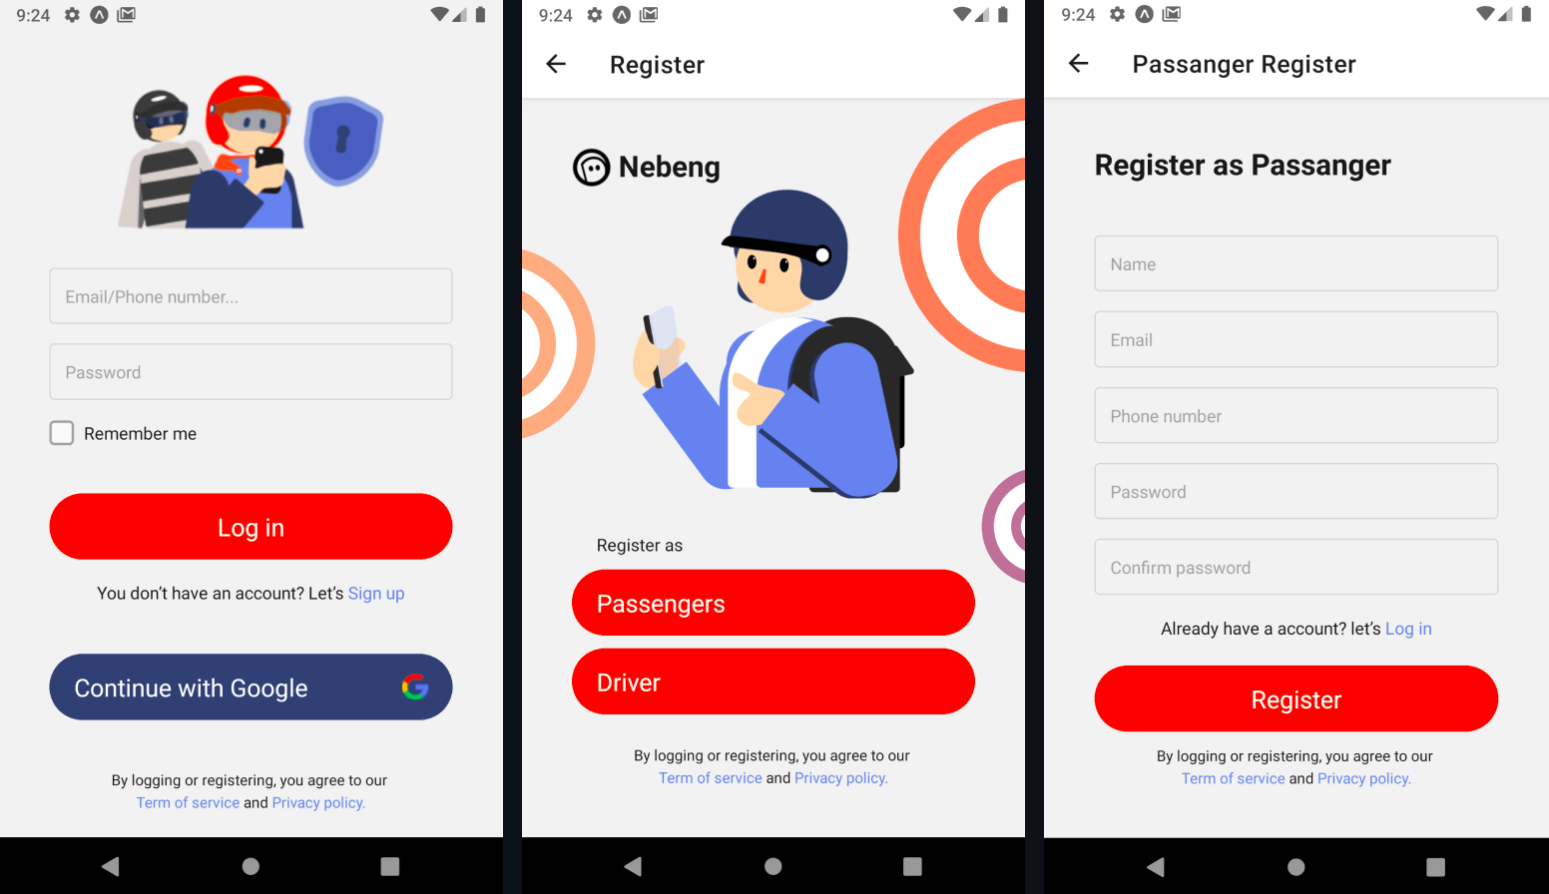 9:24
Email/Phone number...
Password
Remember me
Log in
You don't have an account? Let's Sign up
Continue with Google
By logging or registering, you agree to our
Term of service and Privacy policy.
9:24
Register
Nebeng
Register as
Passengers
Driver
By logging or registering, you agree to our
Term of service and Privacy policy.
9:24
Passanger Register
Register as Passanger
Name
Email
Phone number
Password
Confirm password
Already have a account? let's Log in
Register
By logging or registering, you agree to our
Term of service and Privacy policy.